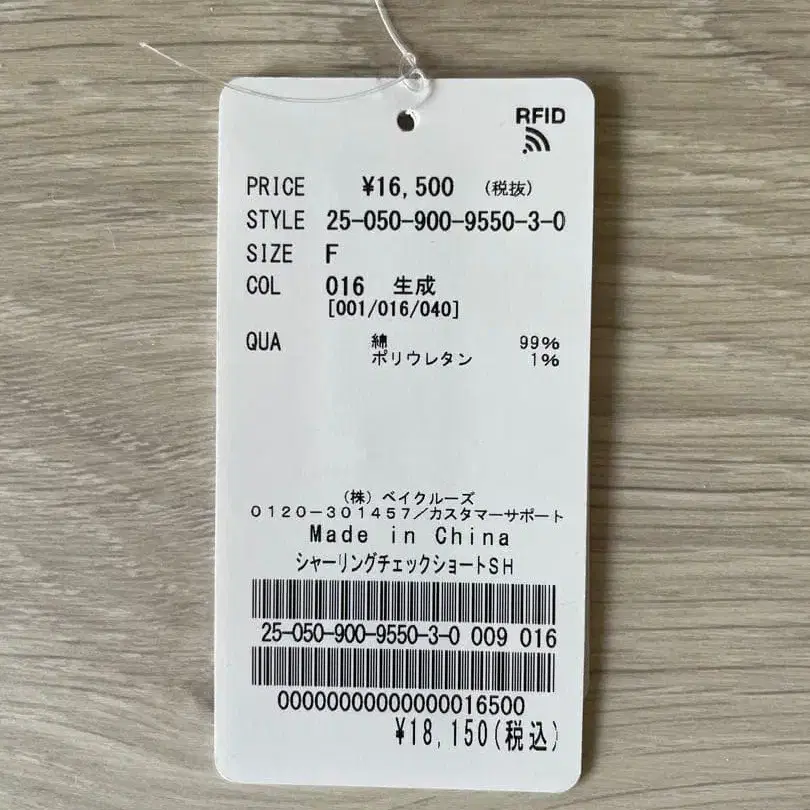 RFID
PRICE ¥16,500 (税抜)
STYLE 25-050-900-9550-3-0
SIZE F
COL 016 生成
[001/016/040]
QUA 綿 99%
ポリウレタン 1%
(株)ベイクルーズ
0120-301457/カスタマーサポート
Made in China
シャーリングチェックショートSH
25-050-900-9550-3-0 009 016
00000000000000016500
¥18,150(税込)